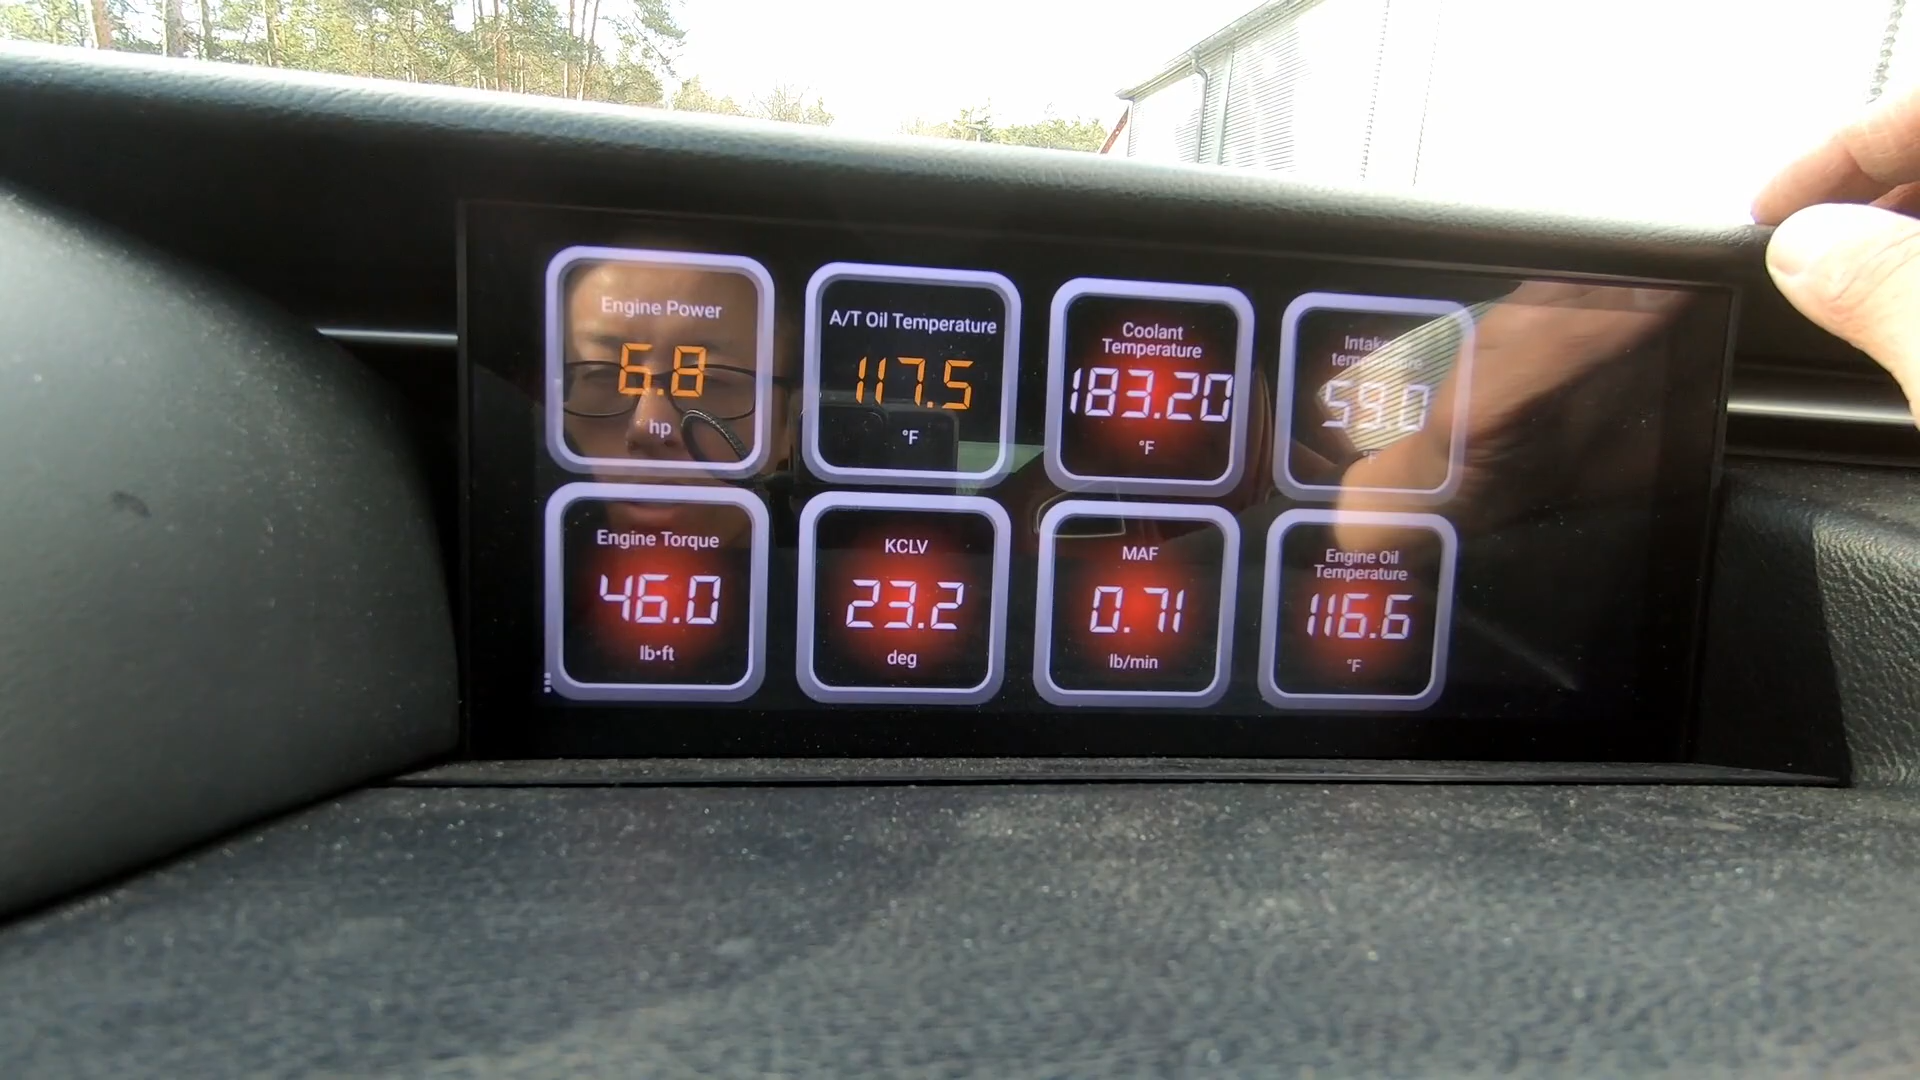 Engine Power
6.8
hp
A/T Oil Temperature
117.5
°F
Coolant
Temperature
183.20
°F
Intake
temperature
59.0
°F
Engine Torque
46.0
lb•ft
KCLV
23.2
deg
MAF
0.71
lb/min
Engine Oil
Temperature
116.6
°F